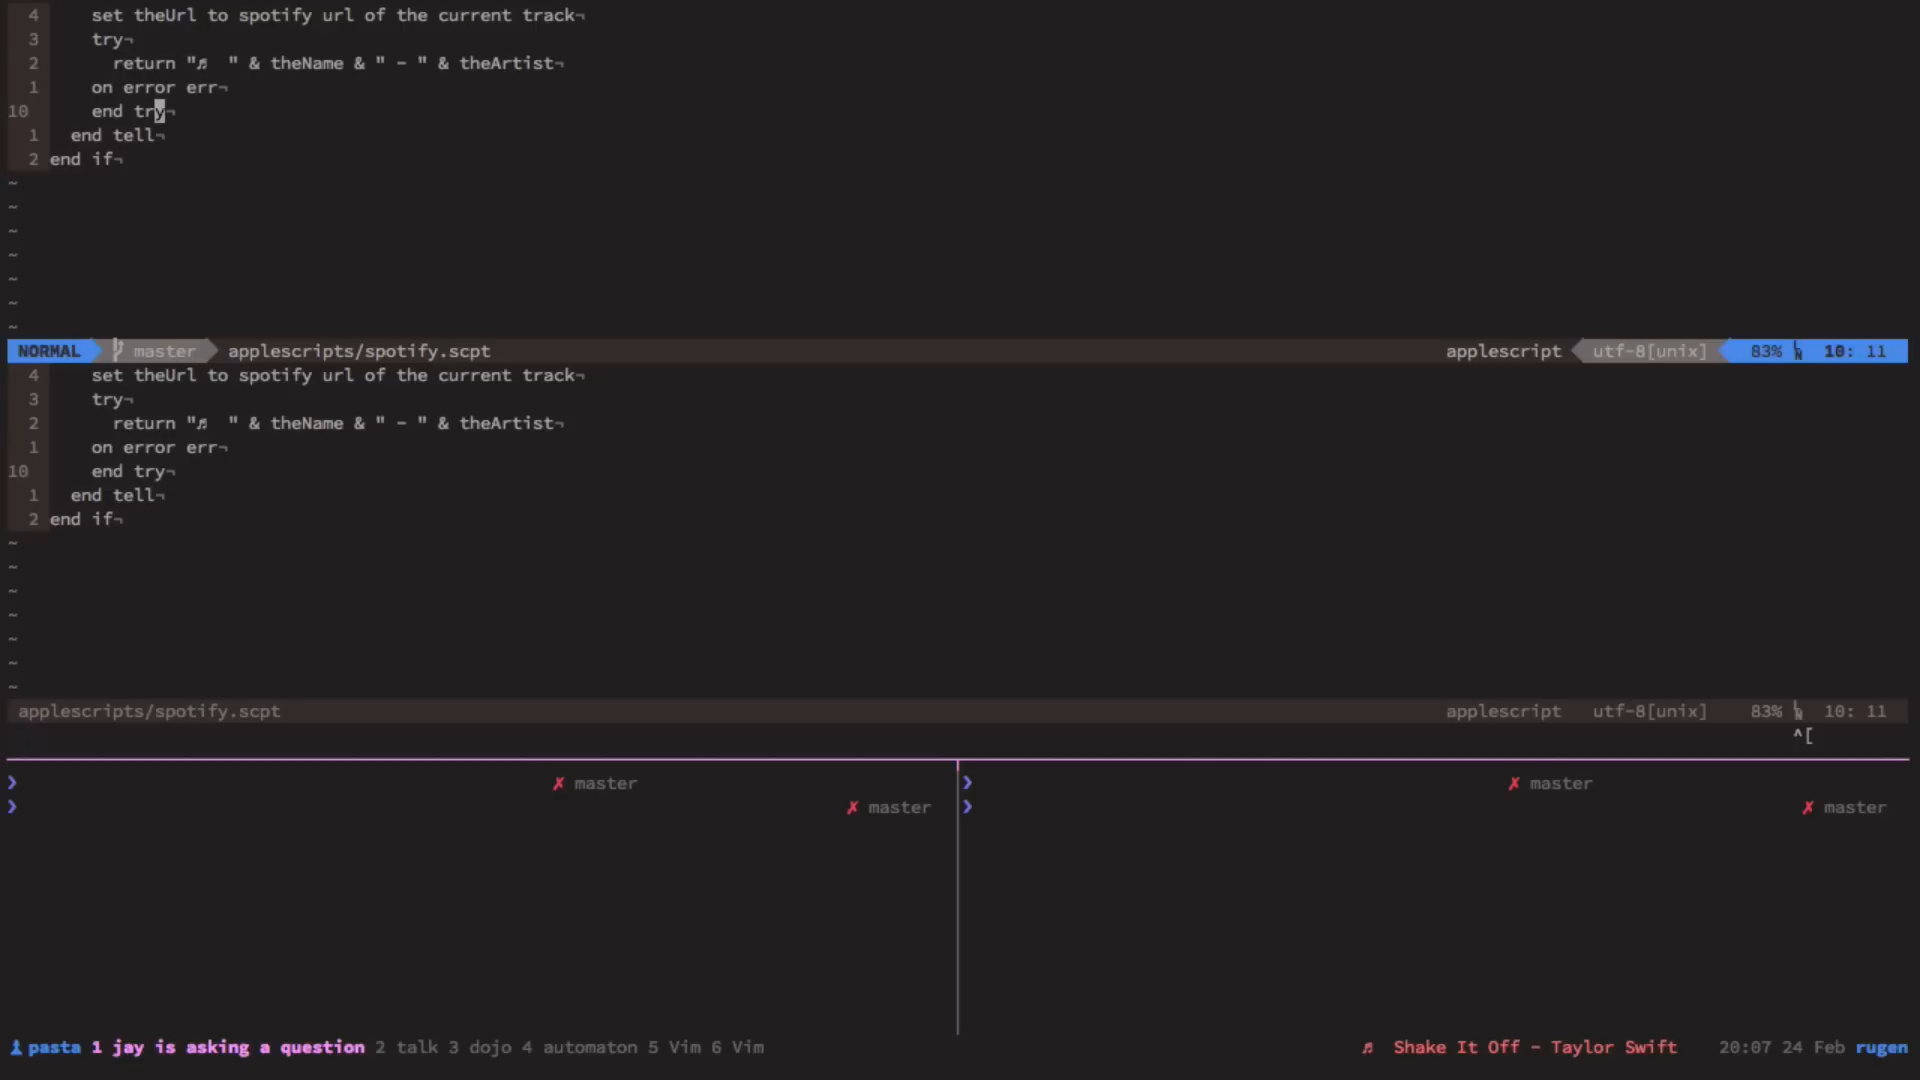 4 set theUrl to spotify url of the current track¬
3 try¬
2 return "♬ " & theName & " - " & theArtist¬
1 on error err¬
10 end try¬
1 end tell¬
2 end if¬
~
~
~
~
~
~
~
NORMAL master applescripts/spotify.scpt applescript utf-8[unix] 83% LN 10: 11
4 set theUrl to spotify url of the current track¬
3 try¬
2 return "♬ " & theName & " - " & theArtist¬
1 on error err¬
10 end try¬
1 end tell¬
2 end if¬
~
~
~
~
~
~
~
applescripts/spotify.scpt applescript utf-8[unix] 83% LN 10: 11
^[
❯ ✗ master
❯ ✗ master
❯ ✗ master
❯ ✗ master
pasta 1 jay is asking a question 2 talk 3 dojo 4 automaton 5 Vim 6 Vim ♬ Shake It Off - Taylor Swift 20:07 24 Feb rugen